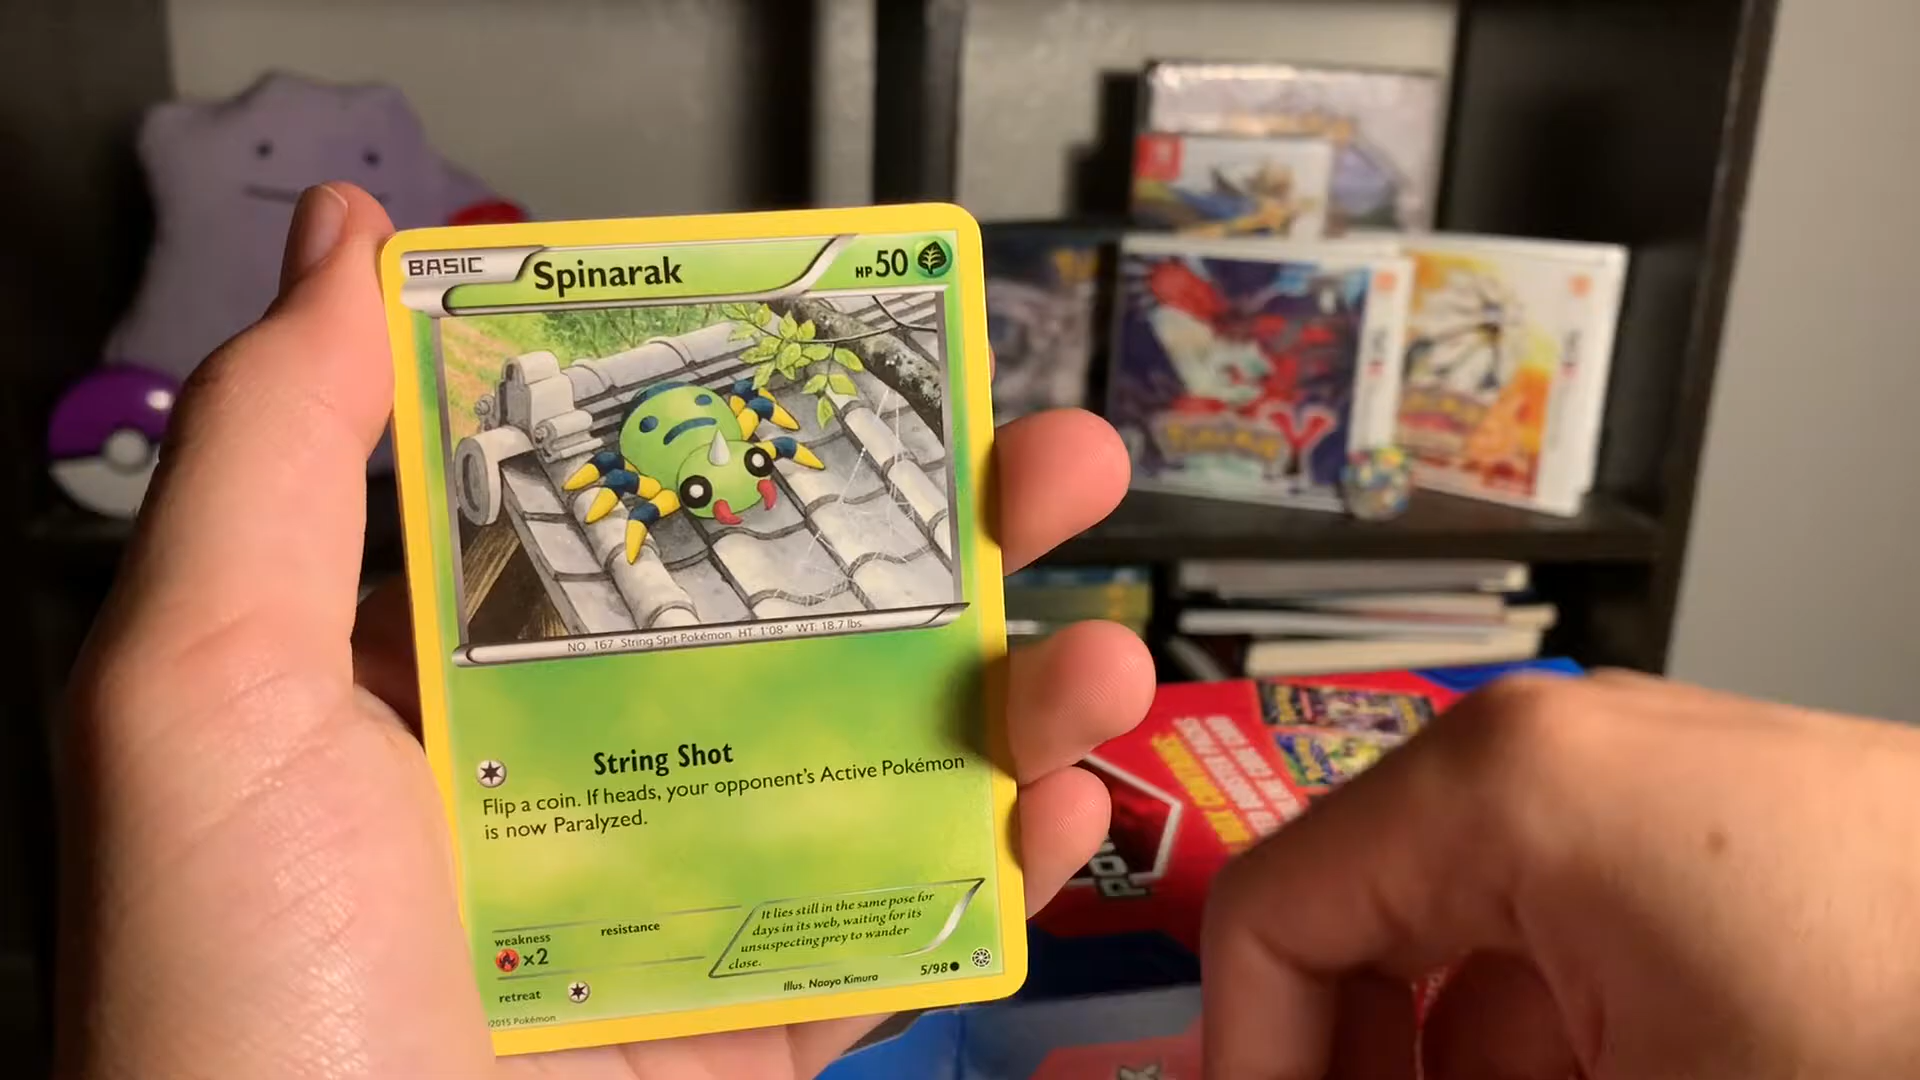 BASIC
Spinarak
HP 50
NO. 167 String Spit Pokémon HT: 1'08" WT: 18.7 lbs.
String Shot
Flip a coin. If heads, your opponent's Active Pokémon
is now Paralyzed.
weakness
×2
resistance
It lies still in the same pose for
days in its web, waiting for its
unsuspecting prey to wander
close.
retreat
Illus. Naoyo Kimura
5/98
©2015 Pokémon
Pokémon Y